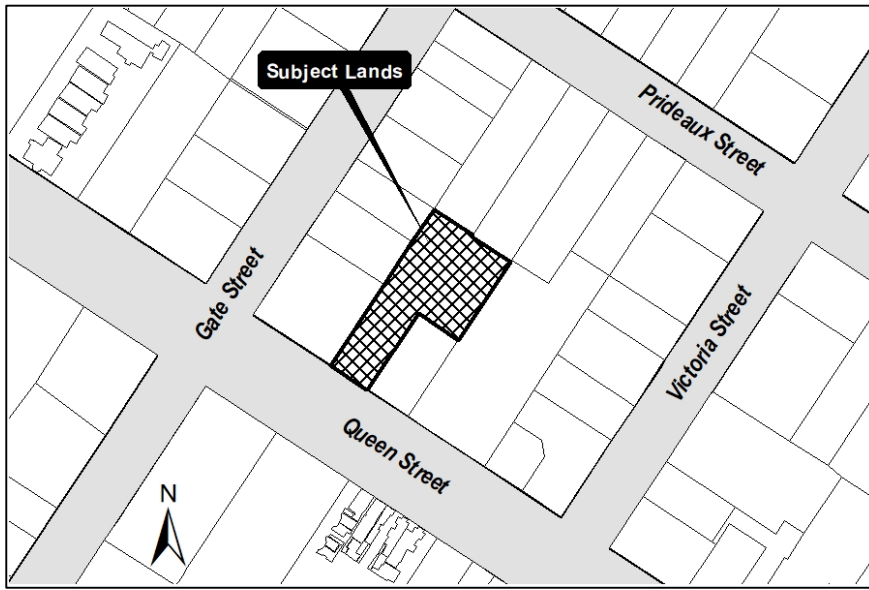 Subject Lands
Prideaux Street
Gate Street
Victoria Street
Queen Street
N